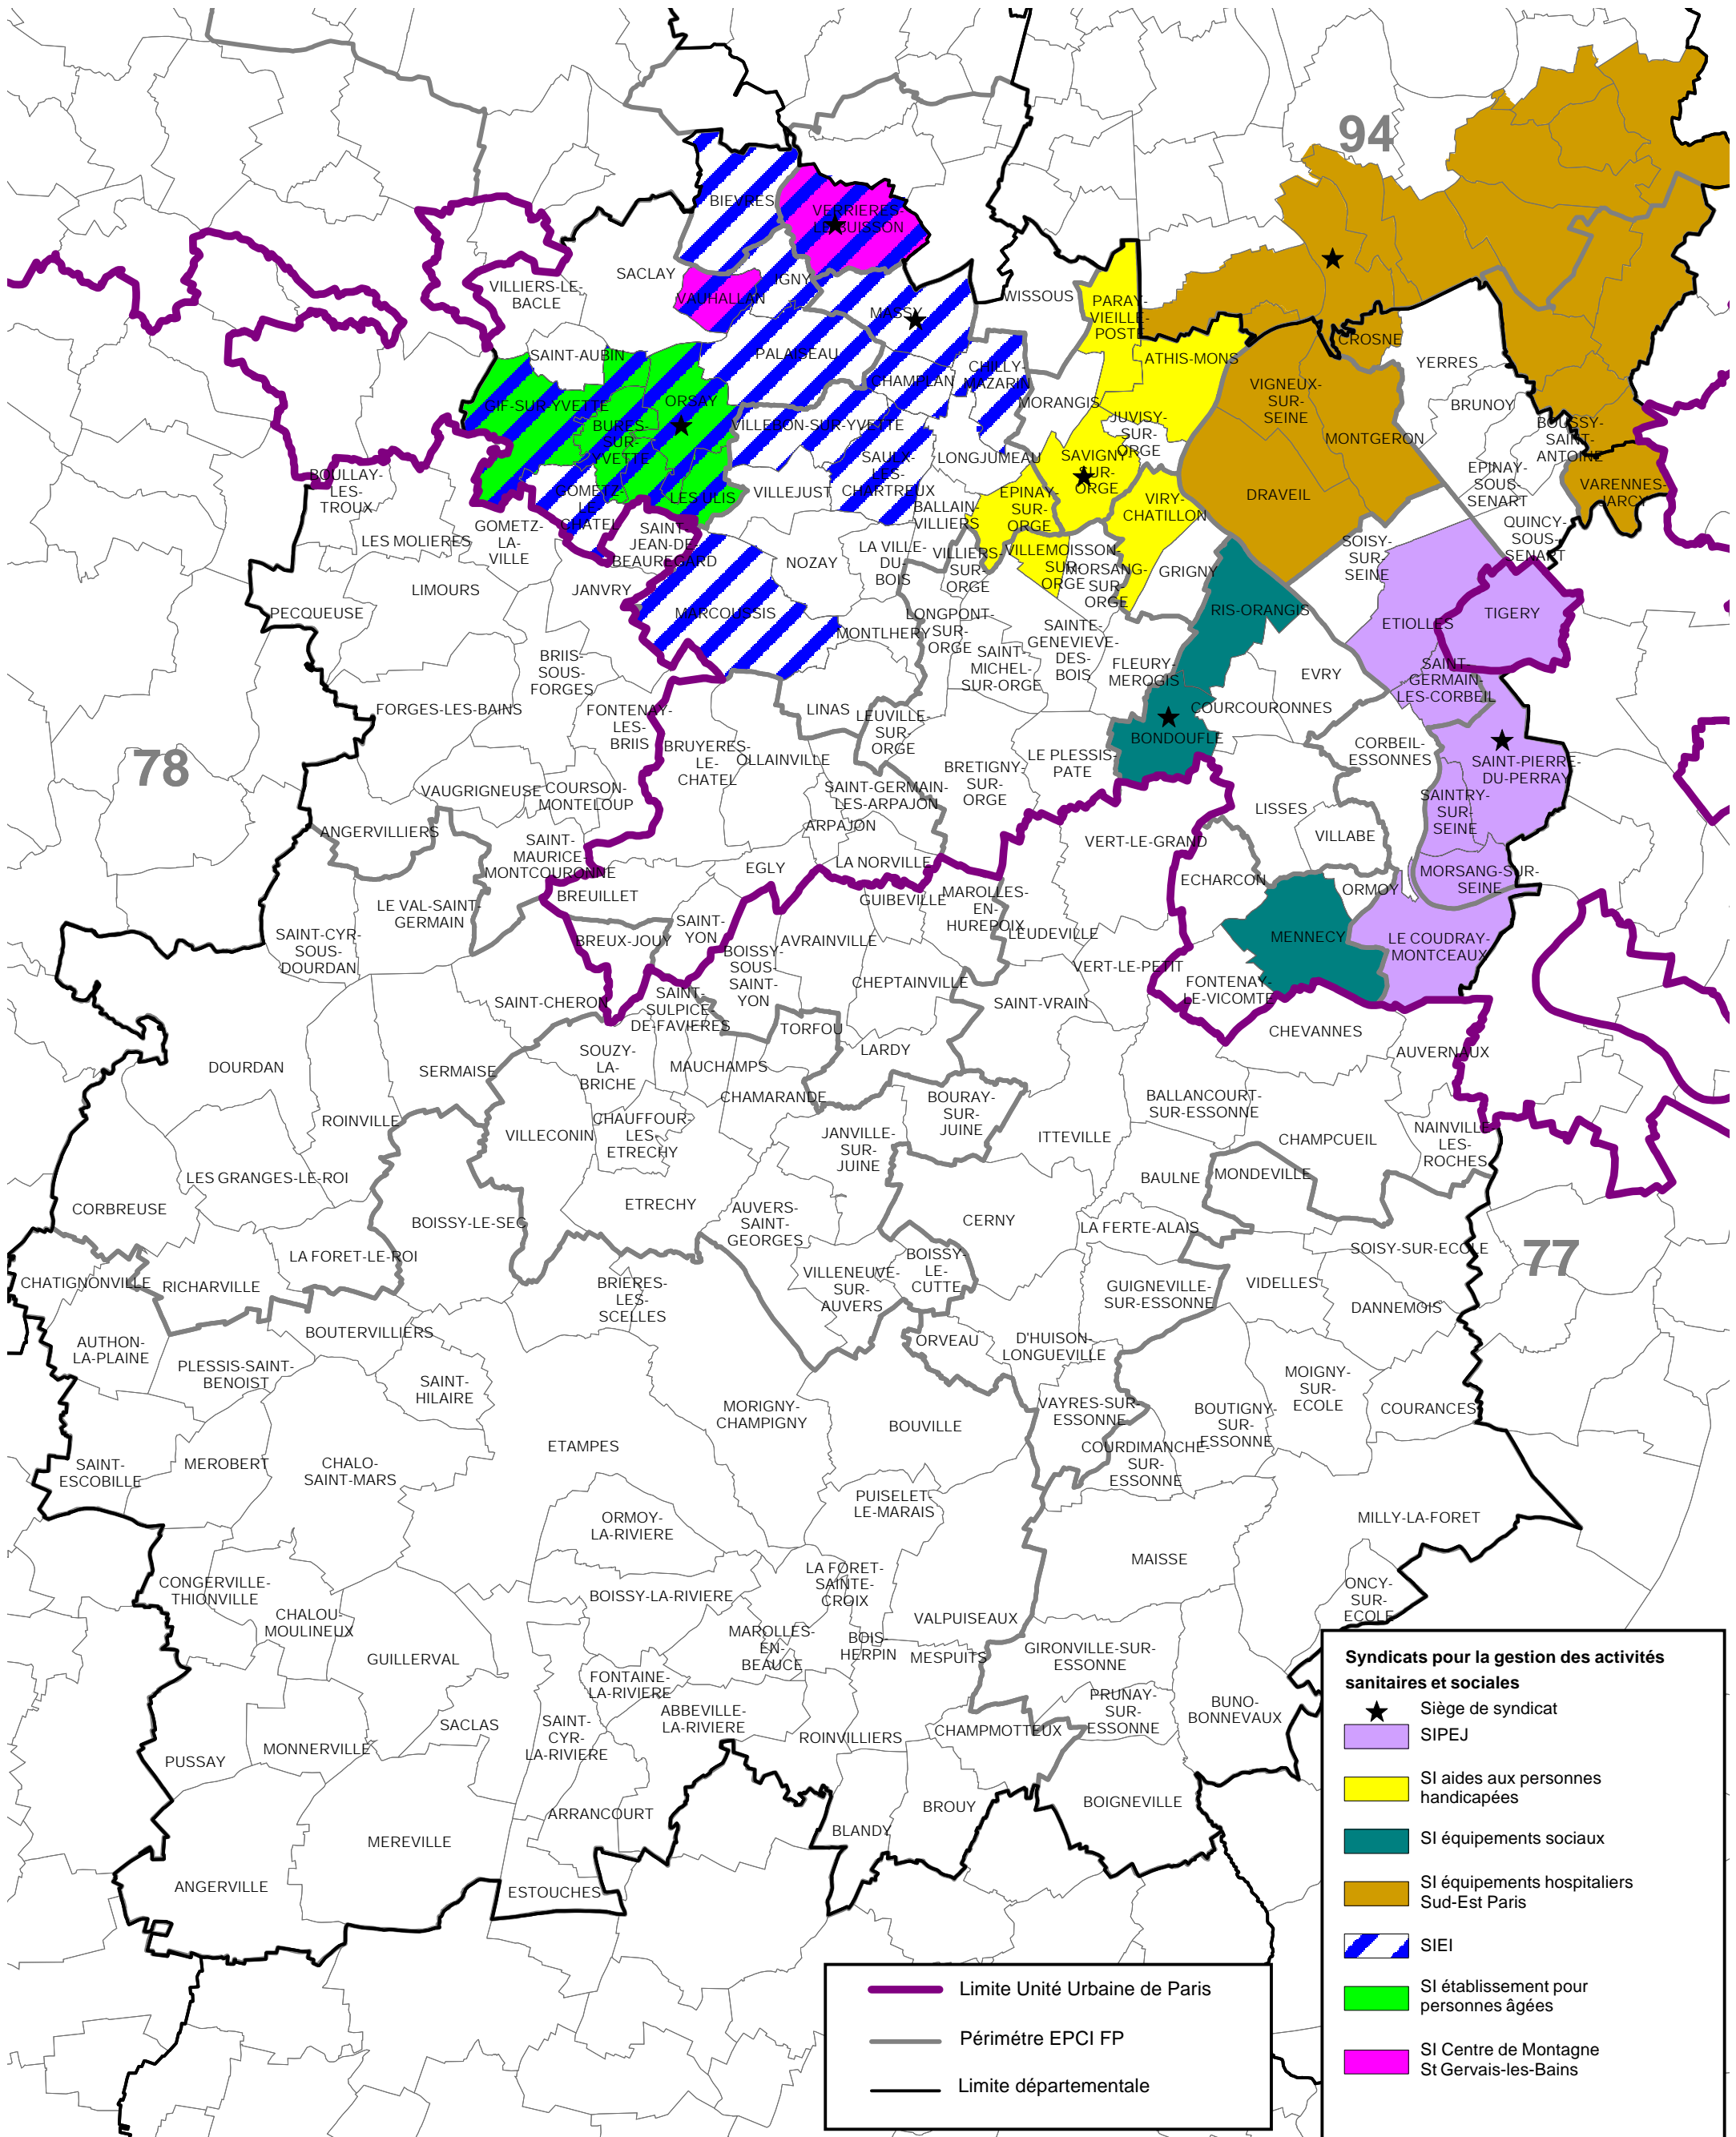 94
BIEVRES
VERRIERES-
LE-BUISSON
SACLAY
VILLIERS-LE-
BACLE
IGNY
VAUHALLAN
MASSY
WISSOUS
PARAY-
VIEILLE-
POSTE
SAINT-AUBIN
PALAISEAU
ATHIS-MONS
CROSNE
YERRES
CHAMPLAN
CHILLY-
MAZARIN
VIGNEUX-
SUR-
SEINE
BRUNOY
GIF-SUR-YVETTE
ORSAY
MORANGIS
BURES-
SUR-
YVETTE
VILLEBON-SUR-YVETTE
JUVISY-
SUR-
ORGE
MONTGERON
BOUSSY-
SAINT-
ANTOINE
SAULX-
LES-
CHARTREUX
LONGJUMEAU
SAVIGNY-
SUR-
ORGE
EPINAY-
SOUS-
SENART
VARENNES-
JARCY
BOULLAY-
LES-
TROUX
GOMETZ-
LE-
CHATEL
LES ULIS
VILLEJUST
EPINAY-
SUR-
ORGE
VIRY-
CHATILLON
DRAVEIL
BALLAIN-
VILLIERS
GOMETZ-
LA-
VILLE
LES MOLIERES
SAINT-
JEAN-DE-
BEAUREGARD
NOZAY
LA VILLE-
DU-
BOIS
VILLIERS-
SUR-
ORGE
VILLEMOISSON-
SUR-
ORGE
MORSANG-
SUR-
ORGE
GRIGNY
SOISY-
SUR-
SEINE
QUINCY-
SOUS-
SENART
LIMOURS
JANVRY
PECQUEUSE
MARCOUSSIS
MONTLHERY
LONGPONT-
SUR-
ORGE
RIS-ORANGIS
ETIOLLES
TIGERY
SAINTE-
GENEVIEVE-
DES-
BOIS
SAINT-
MICHEL-
SUR-ORGE
BRIIS-
SOUS-
FORGES
FLEURY-
MEROGIS
EVRY
SAINT-
GERMAIN-
LES-CORBEIL
FORGES-LES-BAINS
FONTENAY-
LES-
BRIIS
LINAS
LEUVILLE-
SUR-
ORGE
COURCOURONNES
BONDOUFLE
78
BRUYERES-
LE-
CHATEL
OLLAINVILLE
LE PLESSIS-
PATE
CORBEIL-
ESSONNES
SAINT-PIERRE-
DU-PERRAY
BRETIGNY-
SUR-
ORGE
VAUGRIGNEUSE
COURSON-
MONTELOUP
SAINT-GERMAIN-
LES-ARPAJON
SAINTRY-
SUR-
SEINE
LISSES
ANGERVILLIERS
ARPAJON
VILLABE
SAINT-
MAURICE-
MONTCOURONNE
VERT-LE-GRAND
EGLY
LA NORVILLE
MORSANG-SUR-
SEINE
ECHARCON
ORMOY
BREUILLET
GUIBEVILLE
MAROLLES-
EN-
HUREPOIX
LE VAL-SAINT-
GERMAIN
SAINT-
YON
SAINT-CYR-
SOUS-
DOURDAN
BREUX-JOUY
AVRAINVILLE
LEUDEVILLE
MENNECY
LE COUDRAY-
MONTCEAUX
BOISSY-
SOUS-
SAINT-
YON
CHEPTAINVILLE
VERT-LE-PETIT
FONTENAY-
LE-VICOMTE
SAINT-CHERON
SAINT-
SULPICE-
DE-FAVIERES
SAINT-VRAIN
TORFOU
CHEVANNES
DOURDAN
SERMAISE
SOUZY-
LA-
BRICHE
MAUCHAMPS
LARDY
AUVERNAUX
CHAMARANDE
BOURAY-
SUR-
JUINE
BALLANCOURT-
SUR-ESSONNE
ROINVILLE
VILLECONIN
CHAUFFOUR-
LES-
ETRECHY
JANVILLE-
SUR-
JUINE
ITTEVILLE
CHAMPCUEIL
NAINVILLE
LES-
ROCHES
LES GRANGES-LE-ROI
BAULNE
MONDEVILLE
CORBREUSE
BOISSY-LE-SEC
ETRECHY
AUVERS-
SAINT-
GEORGES
CERNY
LA FERTE-ALAIS
SOISY-SUR-ECOLE
77
LA FORET-LE-ROI
CHATIGNONVILLE
RICHARVILLE
BRIERES-
LES-
SCELLES
VILLENEUVE-
SUR-
AUVERS
BOISSY-
LE-
CUTTE
GUIGNEVILLE-
SUR-ESSONNE
VIDELLES
DANNEMOIS
AUTHON-
LA-PLAINE
BOUTERVILLIERS
ORVEAU
D'HUISON-
LONGUEVILLE
PLESSIS-SAINT-
BENOIST
SAINT-
HILAIRE
MOIGNY-
SUR-
ECOLE
MORIGNY-
CHAMPIGNY
BOUVILLE
VAYRES-SUR-
ESSONNE
BOUTIGNY-
SUR-
ESSONNE
COURANCES
ETAMPES
COURDIMANCHE-
SUR-
ESSONNE
SAINT-
ESCOBILLE
MEROBERT
CHALO-
SAINT-MARS
PUISELET-
LE-MARAIS
ORMOY-
LA-RIVIERE
MILLY-LA-FORET
MAISSE
LA FORET-
SAINTE-
CROIX
CONGERVILLE-
THIONVILLE
BOISSY-LA-RIVIERE
ONCY-
SUR-
ECOLE
CHALOU-
MOULINEUX
VALPUISEAUX
MAROLLES-
EN-
BEAUCE
BOIS-
HERPIN
MESPUITS
GIRONVILLE-SUR-
ESSONNE
GUILLERVAL
FONTAINE-
LA-RIVIERE
ABBEVILLE-
LA-RIVIERE
PRUNAY-
SUR-
ESSONNE
BUNO-
BONNEVAUX
SACLAS
SAINT-
CYR-
LA-RIVIERE
ROINVILLIERS
CHAMPMOTTEUX
PUSSAY
MONNERVILLE
ARRANCOURT
BROUY
BOIGNEVILLE
BLANDY
MEREVILLE
ANGERVILLE
ESTOUCHES
Syndicats pour la gestion des activités
sanitaires et sociales
Siège de syndicat
SIPEJ
SI aides aux personnes
handicapées
SI équipements sociaux
SI équipements hospitaliers
Sud-Est Paris
SIEI
SI établissement pour
personnes âgées
SI Centre de Montagne
St Gervais-les-Bains
Limite Unité Urbaine de Paris
Périmétre EPCI FP
Limite départementale